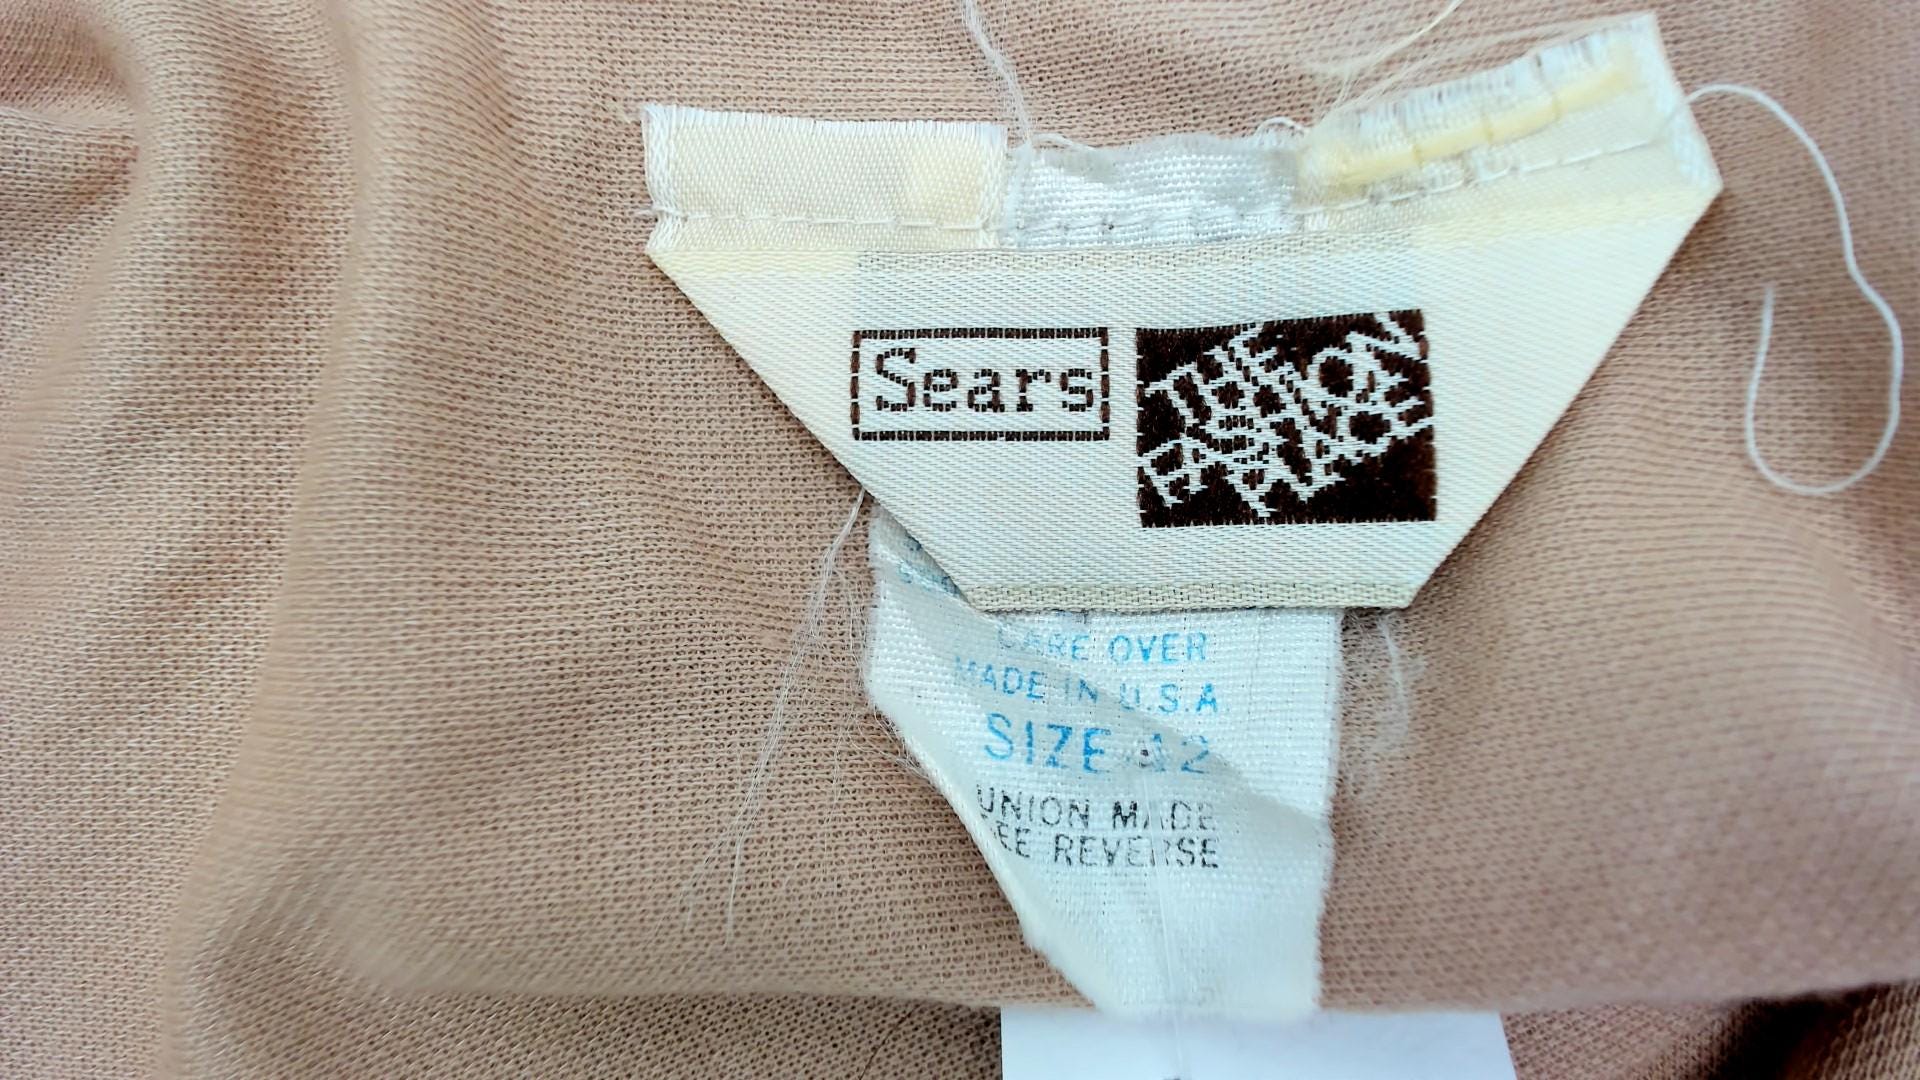 Sears
THE
FASHION
PLACE
CARE OVER
MADE IN U.S.A
SIZE 12
UNION MADE
SEE REVERSE